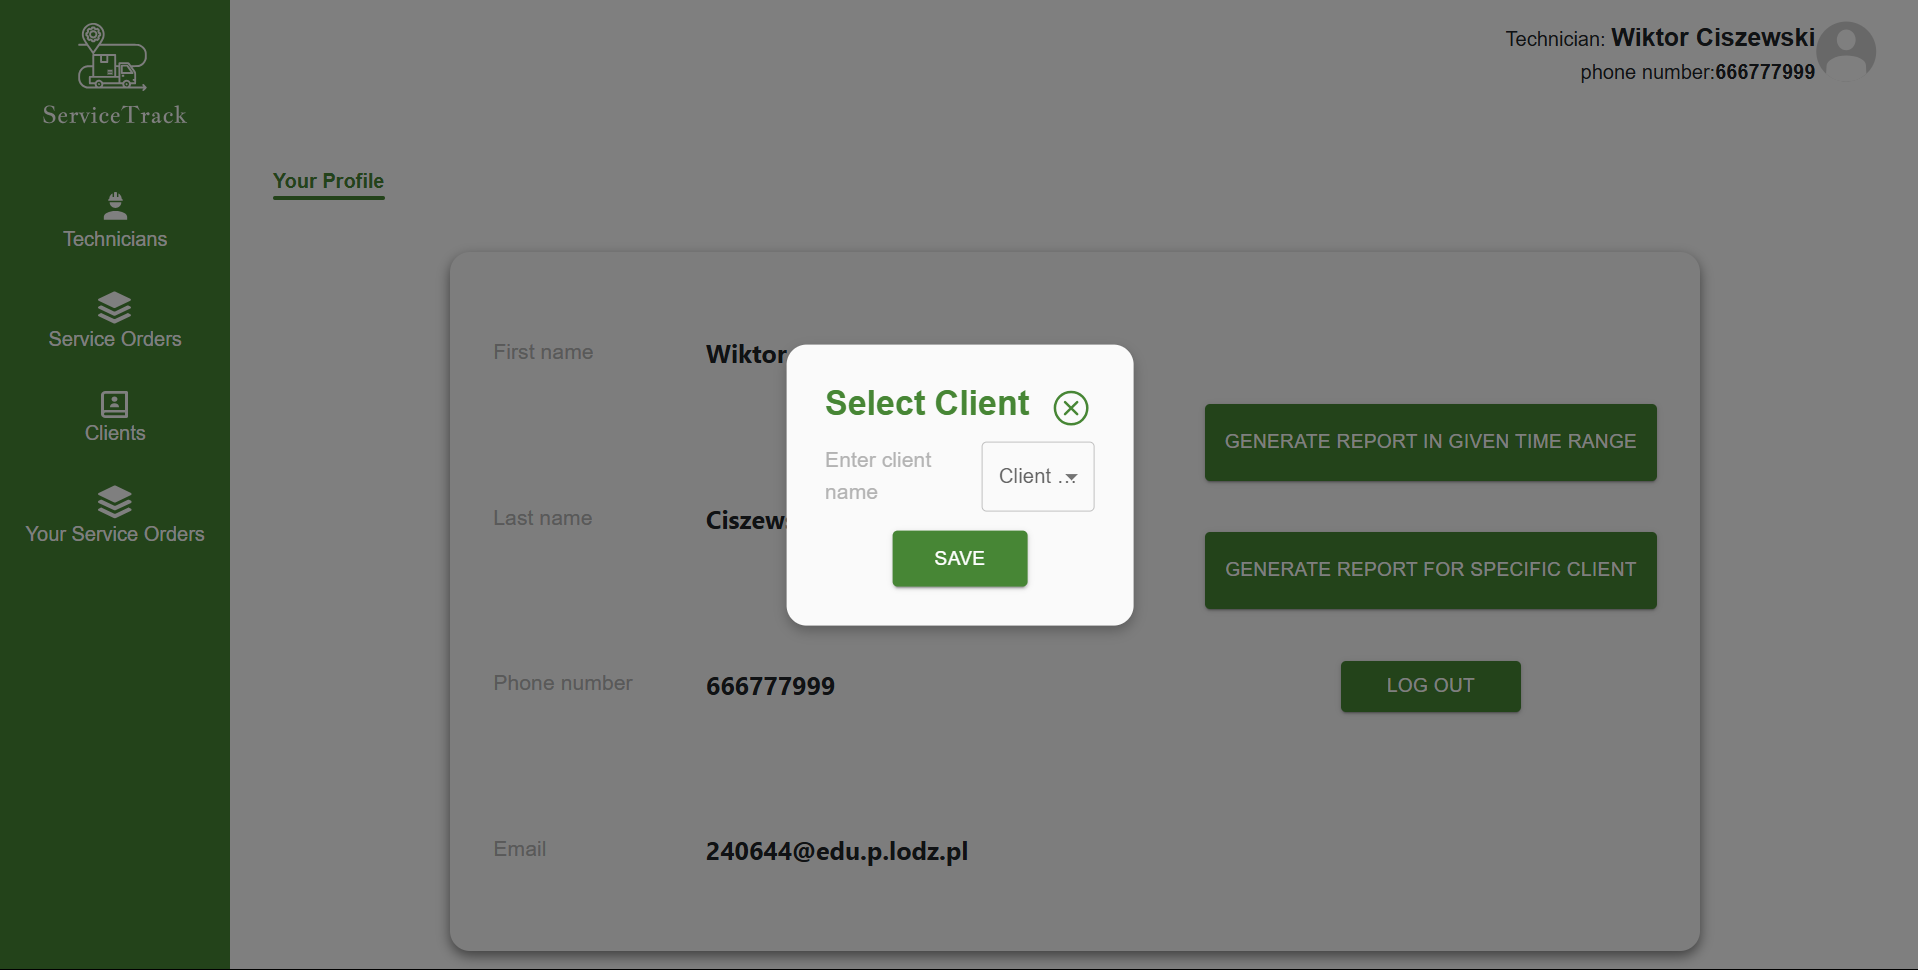 ServiceTrack
Technicians
Service Orders
Clients
Your Service Orders
Technician: Wiktor Ciszewski
phone number:666777999
Your Profile
First name
Wiktor
Last name
Ciszews
Phone number
666777999
Email
240644@edu.p.lodz.pl
GENERATE REPORT IN GIVEN TIME RANGE
GENERATE REPORT FOR SPECIFIC CLIENT
LOG OUT
Select Client
Enter client
name
Client ...
SAVE